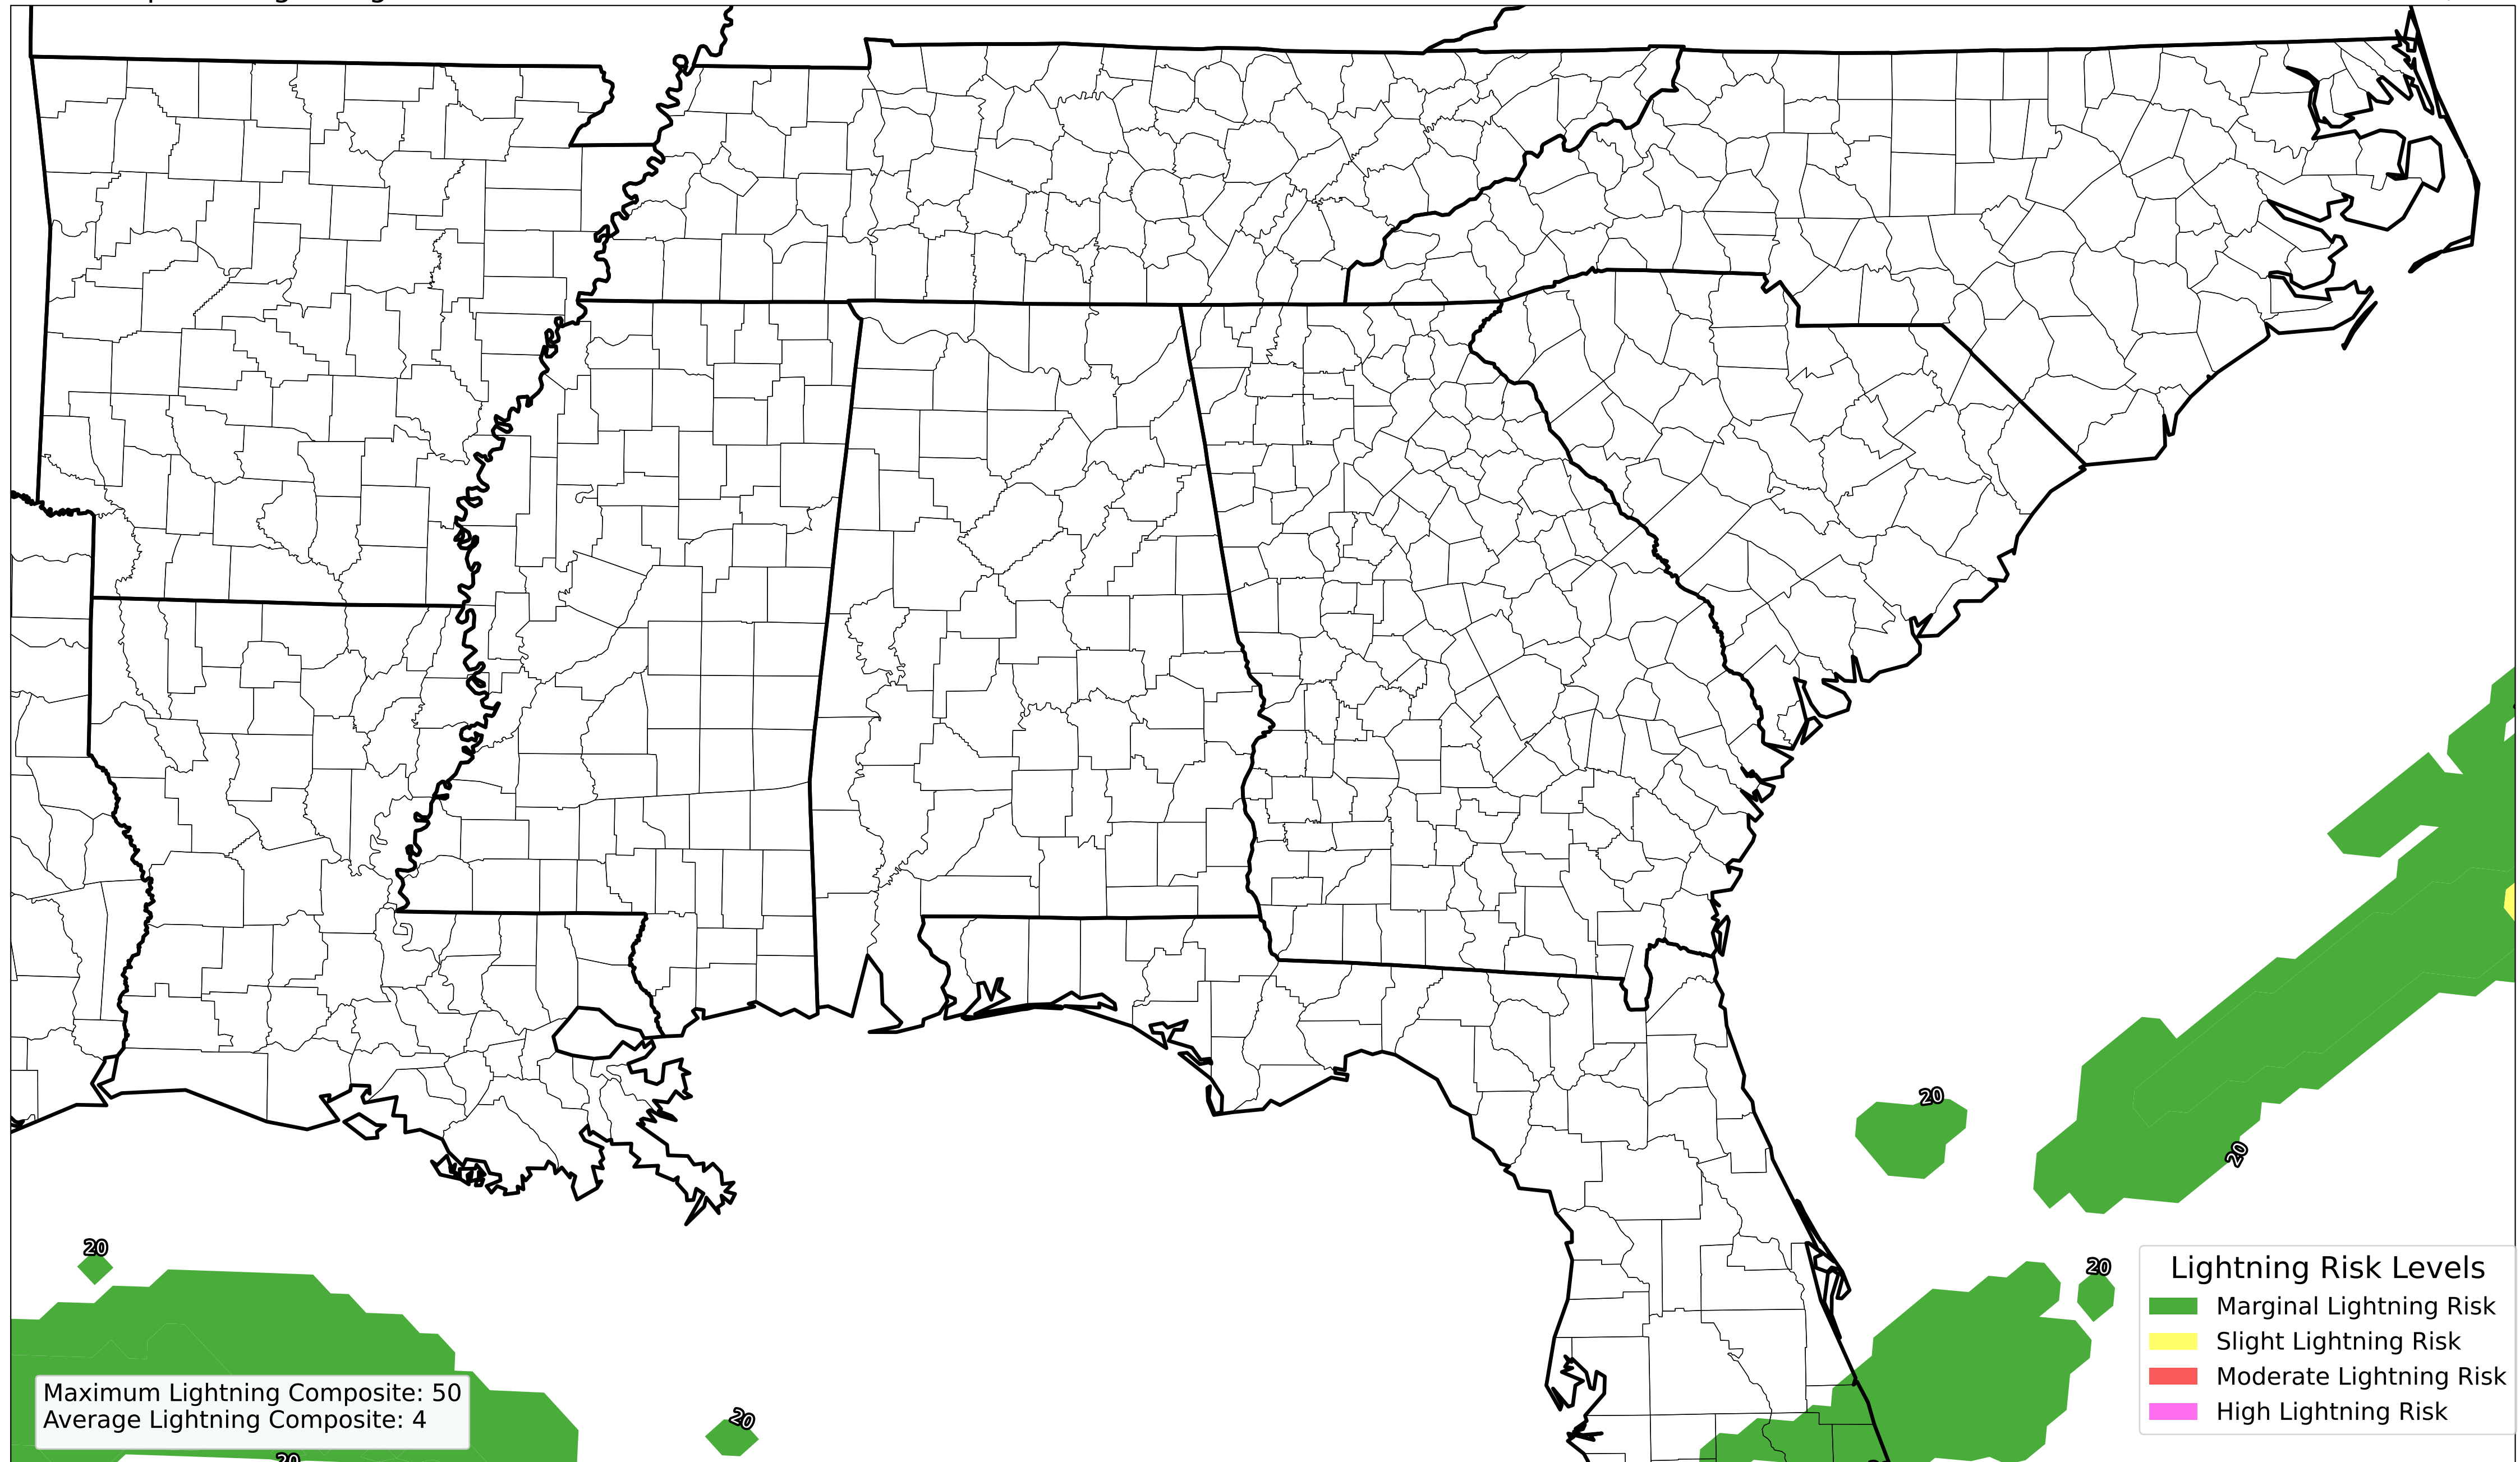 20
20
20
20
20
20
Lightning Risk Levels
Marginal Lightning Risk
Slight Lightning Risk
Moderate Lightning Risk
High Lightning Risk
Maximum Lightning Composite: 50
Average Lightning Composite: 4